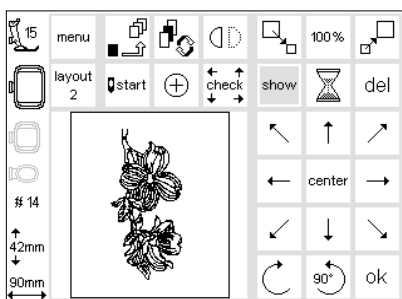 15
menu
100%
layout
2
start
check
show
del
# 14
42mm
90mm
center
90°
ok